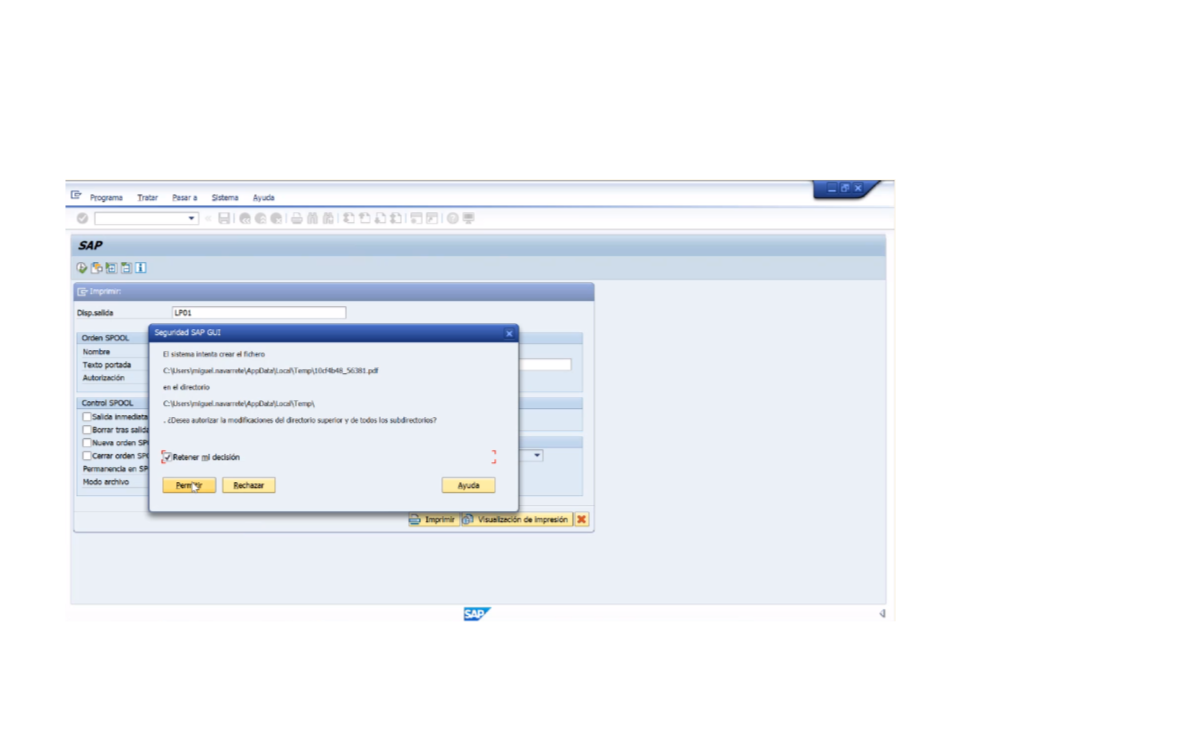 Programa Tratar Pasar a Sistema Ayuda
SAP
Imprimir:
Disp.salida LP01
Orden SPOOL
Nombre
Texto portada
Autorización
Control SPOOL
Salida inmediata
Borrar tras salida
Nueva orden SP
Cerrar orden SP
Permanencia en SP
Modo archivo
Seguridad SAP GUI
El sistema intenta crear el fichero
C:\Users\miguel.navarrete\AppData\Local\Temp\10cf4b48_56381.pdf
en el directorio
C:\Users\miguel.navarrete\AppData\Local\Temp\
. ¿Desea autorizar la modificaciones del directorio superior y de todos los subdirectorios?
Retener mi decisión
Permitir Rechazar Ayuda
Imprimir Visualización de impresión
SAP